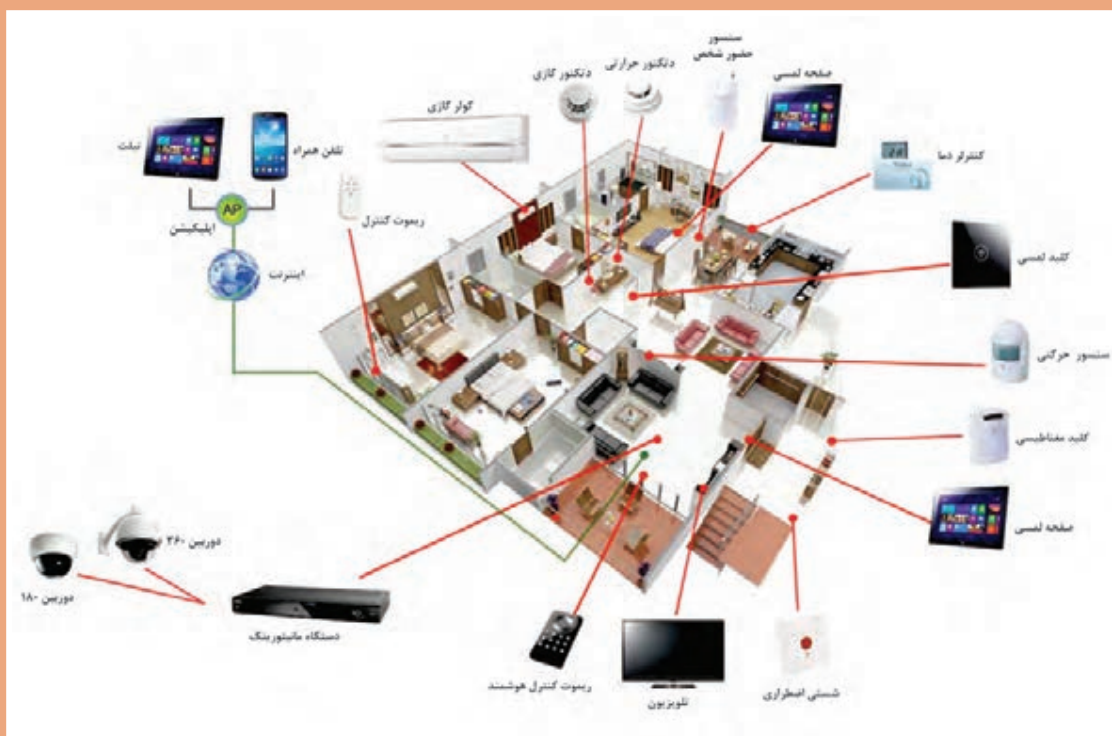 سنسور
حضور شخص
دتکتور حرارتی
دتکتور گازی
صفحه لمسی
کولر گازی
تبلت
تلفن همراه
کنترلر دما
AP
اپلیکیشن
ریموت کنترل
اینترنت
کلید لمسی
سنسور حرکتی
کلید مغناطیسی
صفحه لمسی
دوربین ۳۶۰
دوربین ۱۸۰
دستگاه مانیتورینگ
ریموت کنترل هوشمند
تلویزیون
شستی اضطراری